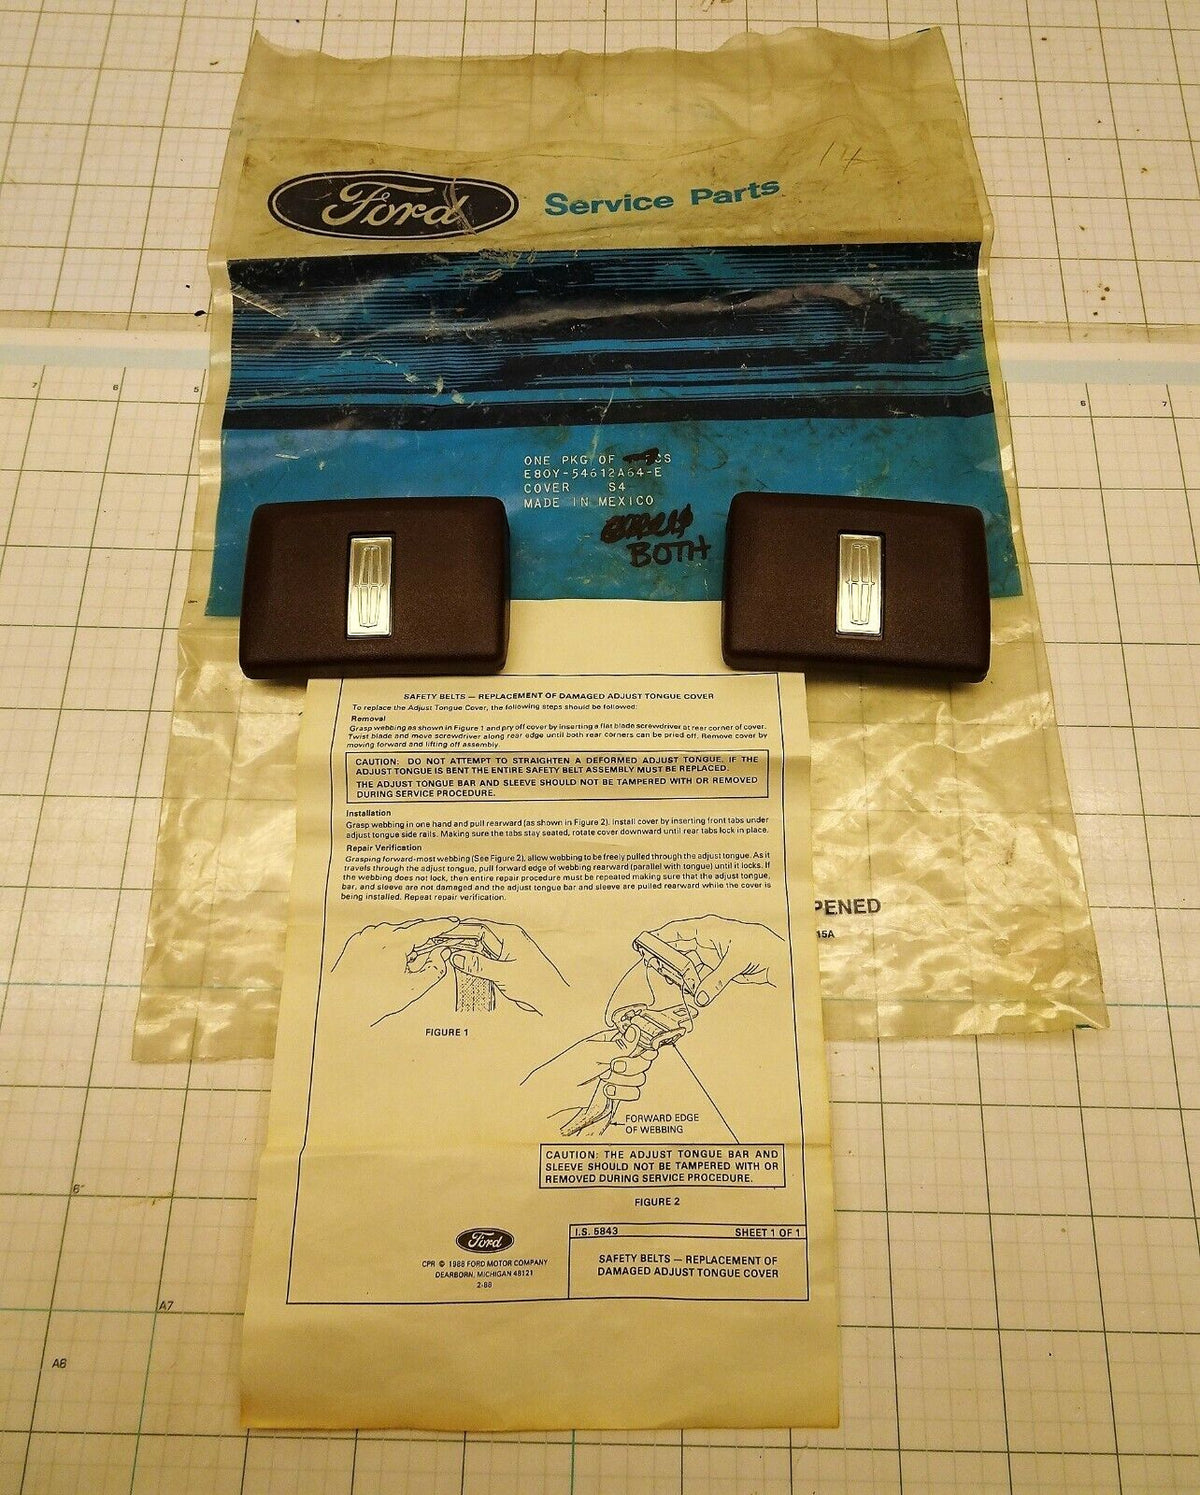 14
Ford Service Parts
7 6 5
6 7
ONE PKG OF PCS
E80Y-54612A64-E
COVER S4
MADE IN MEXICO
BOTH
SAFETY BELTS — REPLACEMENT OF DAMAGED ADJUST TONGUE COVER
To replace the Adjust Tongue Cover, the following steps should be followed:
Removal
Grasp webbing as shown in Figure 1 and pry off cover by inserting a flat blade screwdriver at rear corner of cover.
Twist blade and move screwdriver along rear edge until both rear corners can be pried off. Remove cover by
moving forward and lifting off assembly.
CAUTION: DO NOT ATTEMPT TO STRAIGHTEN A DEFORMED ADJUST TONGUE. IF THE
ADJUST TONGUE IS BENT THE ENTIRE SAFETY BELT ASSEMBLY MUST BE REPLACED.
THE ADJUST TONGUE BAR AND SLEEVE SHOULD NOT BE TAMPERED WITH OR REMOVED
DURING SERVICE PROCEDURE.
Installation
Grasp webbing in one hand and pull rearward (as shown in Figure 2). Install cover by inserting front tabs under
adjust tongue side rails. Making sure the tabs stay seated, rotate cover downward until rear tabs lock in place.
Repair Verification
Grasping forward-most webbing (See Figure 2), allow webbing to be freely pulled through the adjust tongue. As it
travels through the adjust tongue, pull forward edge of webbing rearward (parallel with tongue) until it locks. If
the webbing does not lock, then entire repair procedure must be repeated making sure that the adjust tongue,
bar, and sleeve are not damaged and the adjust tongue bar and sleeve are pulled rearward while the cover is
being installed. Repeat repair verification.
PENED
15A
FIGURE 1
FORWARD EDGE
OF WEBBING
CAUTION: THE ADJUST TONGUE BAR AND
SLEEVE SHOULD NOT BE TAMPERED WITH OR
REMOVED DURING SERVICE PROCEDURE.
FIGURE 2
6"
Ford
CPR © 1988 FORD MOTOR COMPANY
DEARBORN, MICHIGAN 48121
2-88
I.S. 5843 SHEET 1 OF 1
SAFETY BELTS — REPLACEMENT OF
DAMAGED ADJUST TONGUE COVER
A7
A6